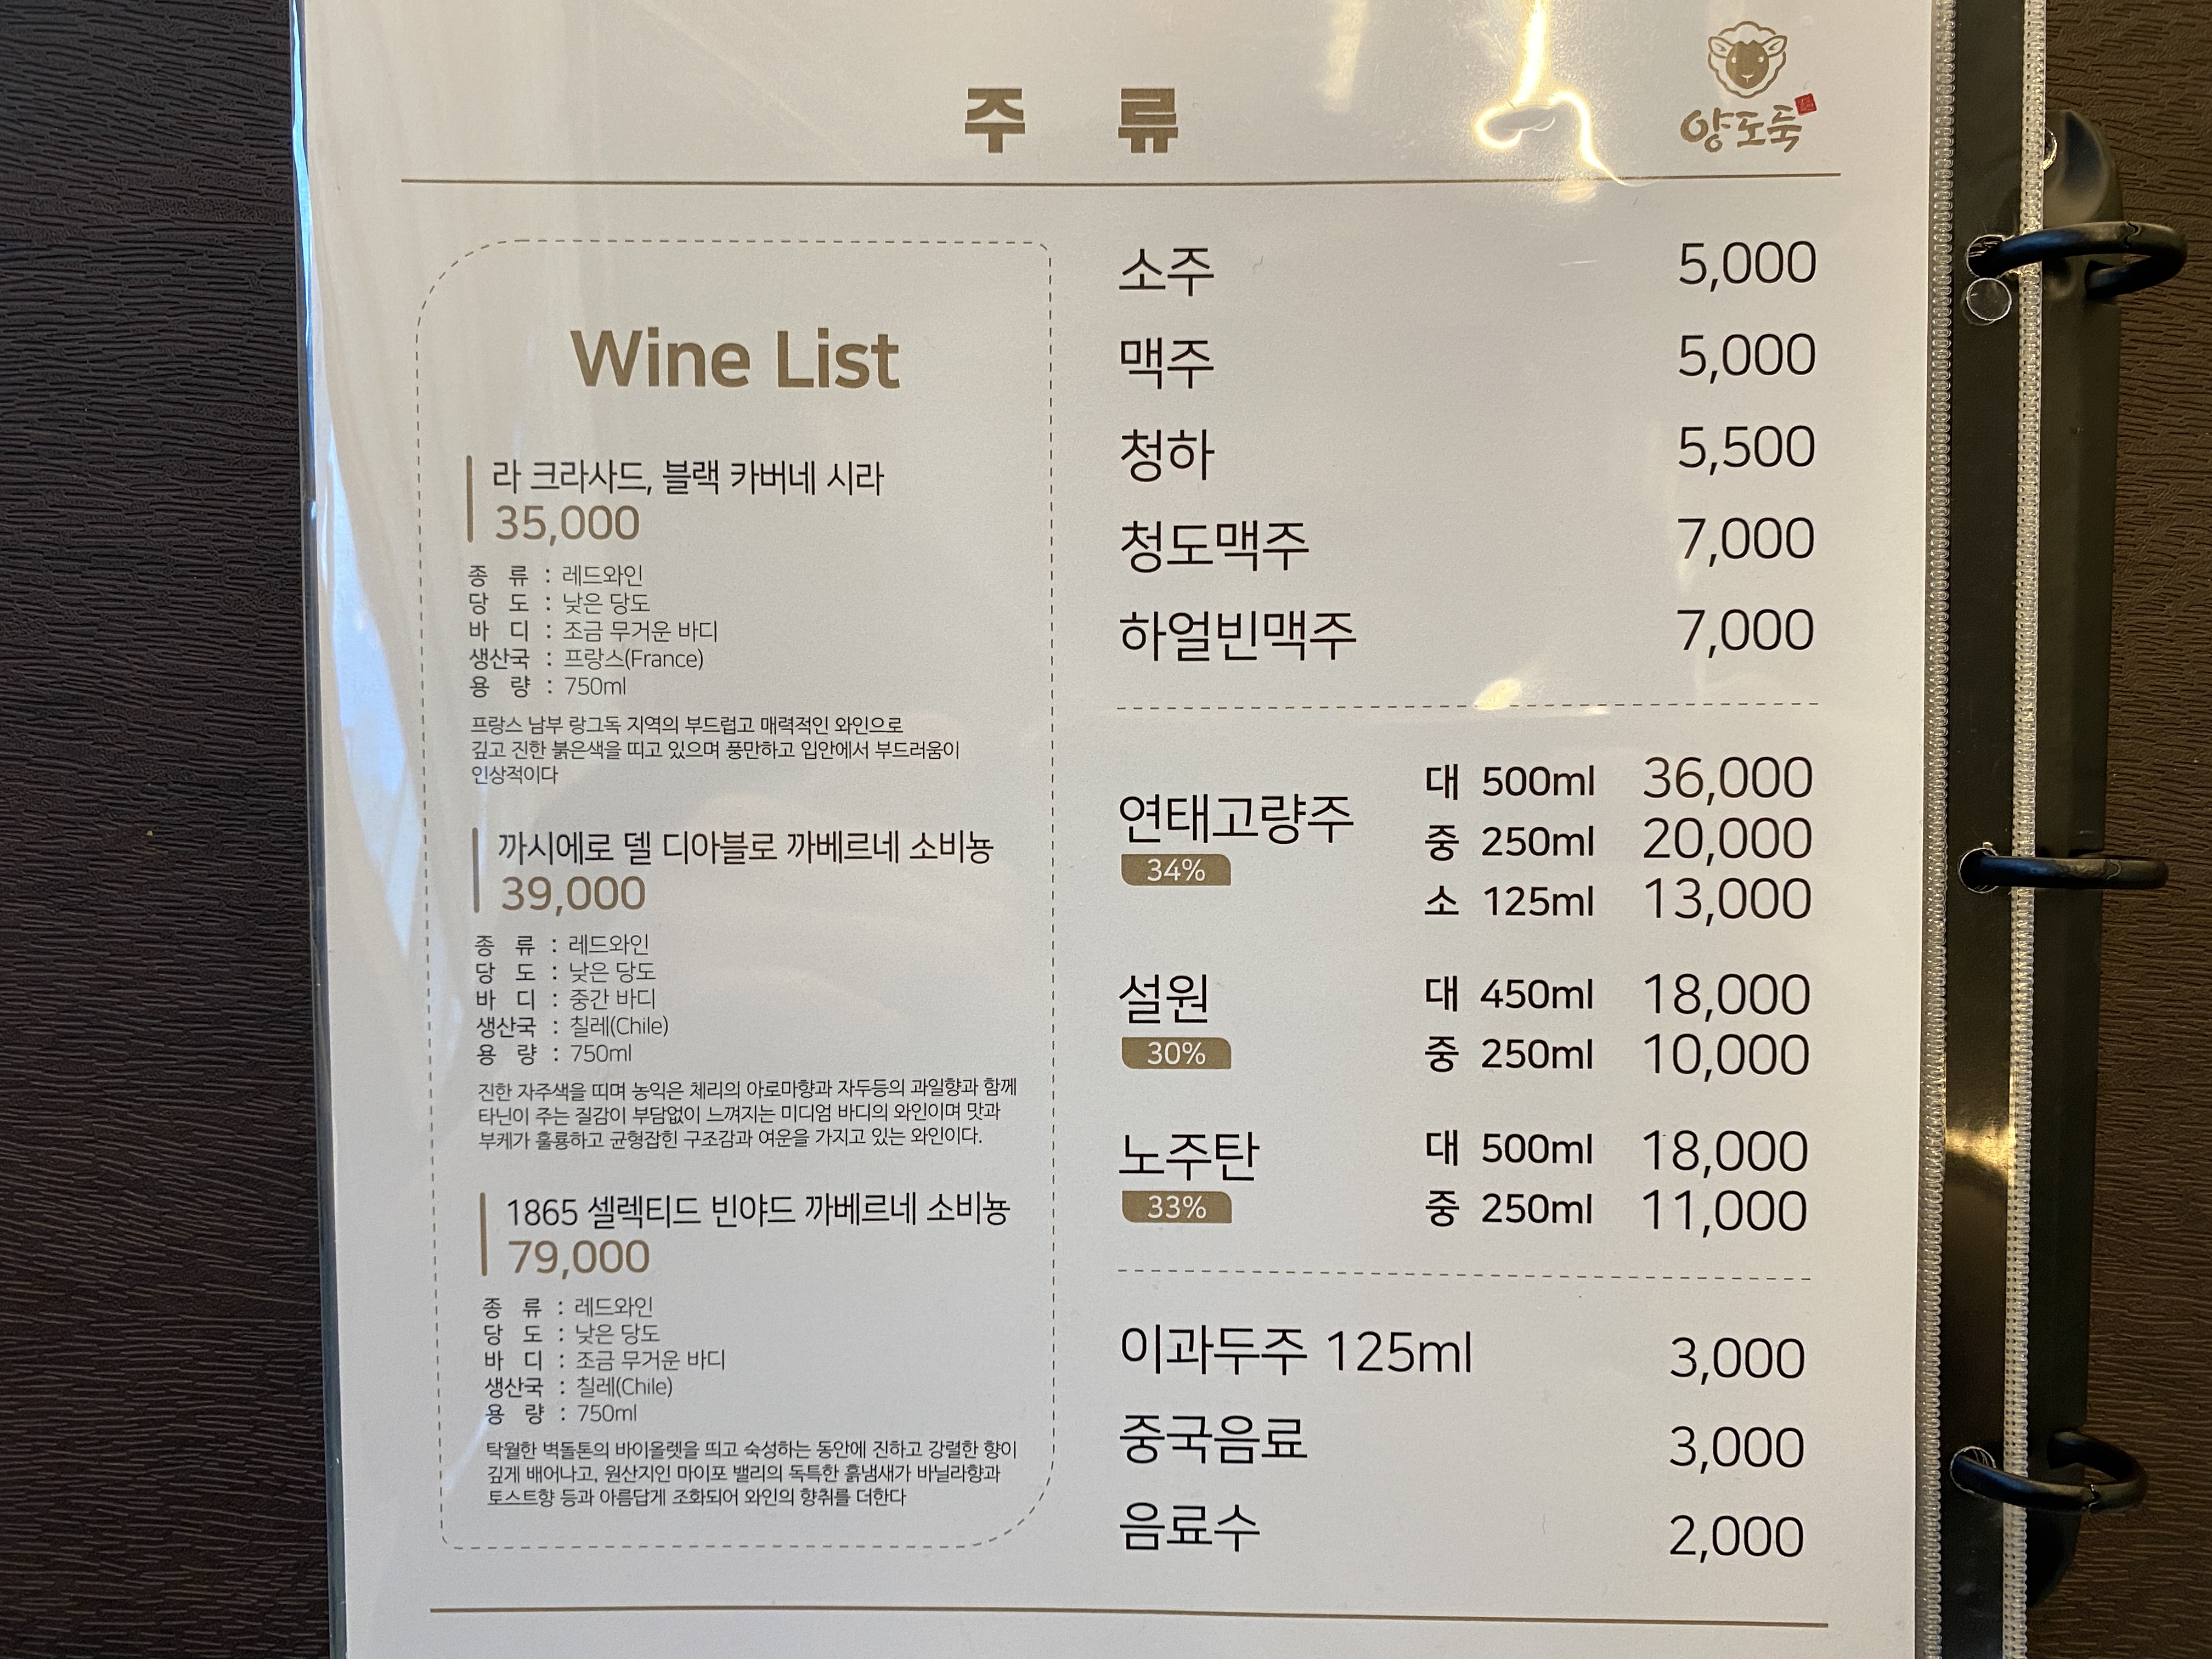 주 류
양도둑
Wine List
라 크라사드, 블랙 카버네 시라
35,000
종 류 : 레드와인
당 도 : 낮은 당도
바 디 : 조금 무거운 바디
생산국 : 프랑스(France)
용 량 : 750ml
프랑스 남부 랑그독 지역의 부드럽고 매력적인 와인으로
깊고 진한 붉은색을 띠고 있으며 풍만하고 입안에서 부드러움이
인상적이다
까시에로 델 디아블로 까베르네 소비뇽
39,000
종 류 : 레드와인
당 도 : 낮은 당도
바 디 : 중간 바디
생산국 : 칠레(Chile)
용 량 : 750ml
진한 자주색을 띠며 농익은 체리의 아로마향과 자두등의 과일향과 함께
타닌이 주는 질감이 부담없이 느껴지는 미디엄 바디의 와인이며 맛과
부케가 훌륭하고 균형잡힌 구조감과 여운을 가지고 있는 와인이다.
1865 셀렉티드 빈야드 까베르네 소비뇽
79,000
종 류 : 레드와인
당 도 : 낮은 당도
바 디 : 조금 무거운 바디
생산국 : 칠레(Chile)
용 량 : 750ml
탁월한 벽돌톤의 바이올렛을 띄고 숙성하는 동안에 진하고 강렬한 향이
깊게 배어나고, 원산지인 마이포 밸리의 독특한 흙냄새가 바닐라향과
토스트향 등과 아름답게 조화되어 와인의 향취를 더한다
소주 5,000
맥주 5,000
청하 5,500
청도맥주 7,000
하얼빈맥주 7,000
연태고량주
34%
대 500ml 36,000
중 250ml 20,000
소 125ml 13,000
설원
30%
대 450ml 18,000
중 250ml 10,000
노주탄
33%
대 500ml 18,000
중 250ml 11,000
이과두주 125ml 3,000
중국음료 3,000
음료수 2,000